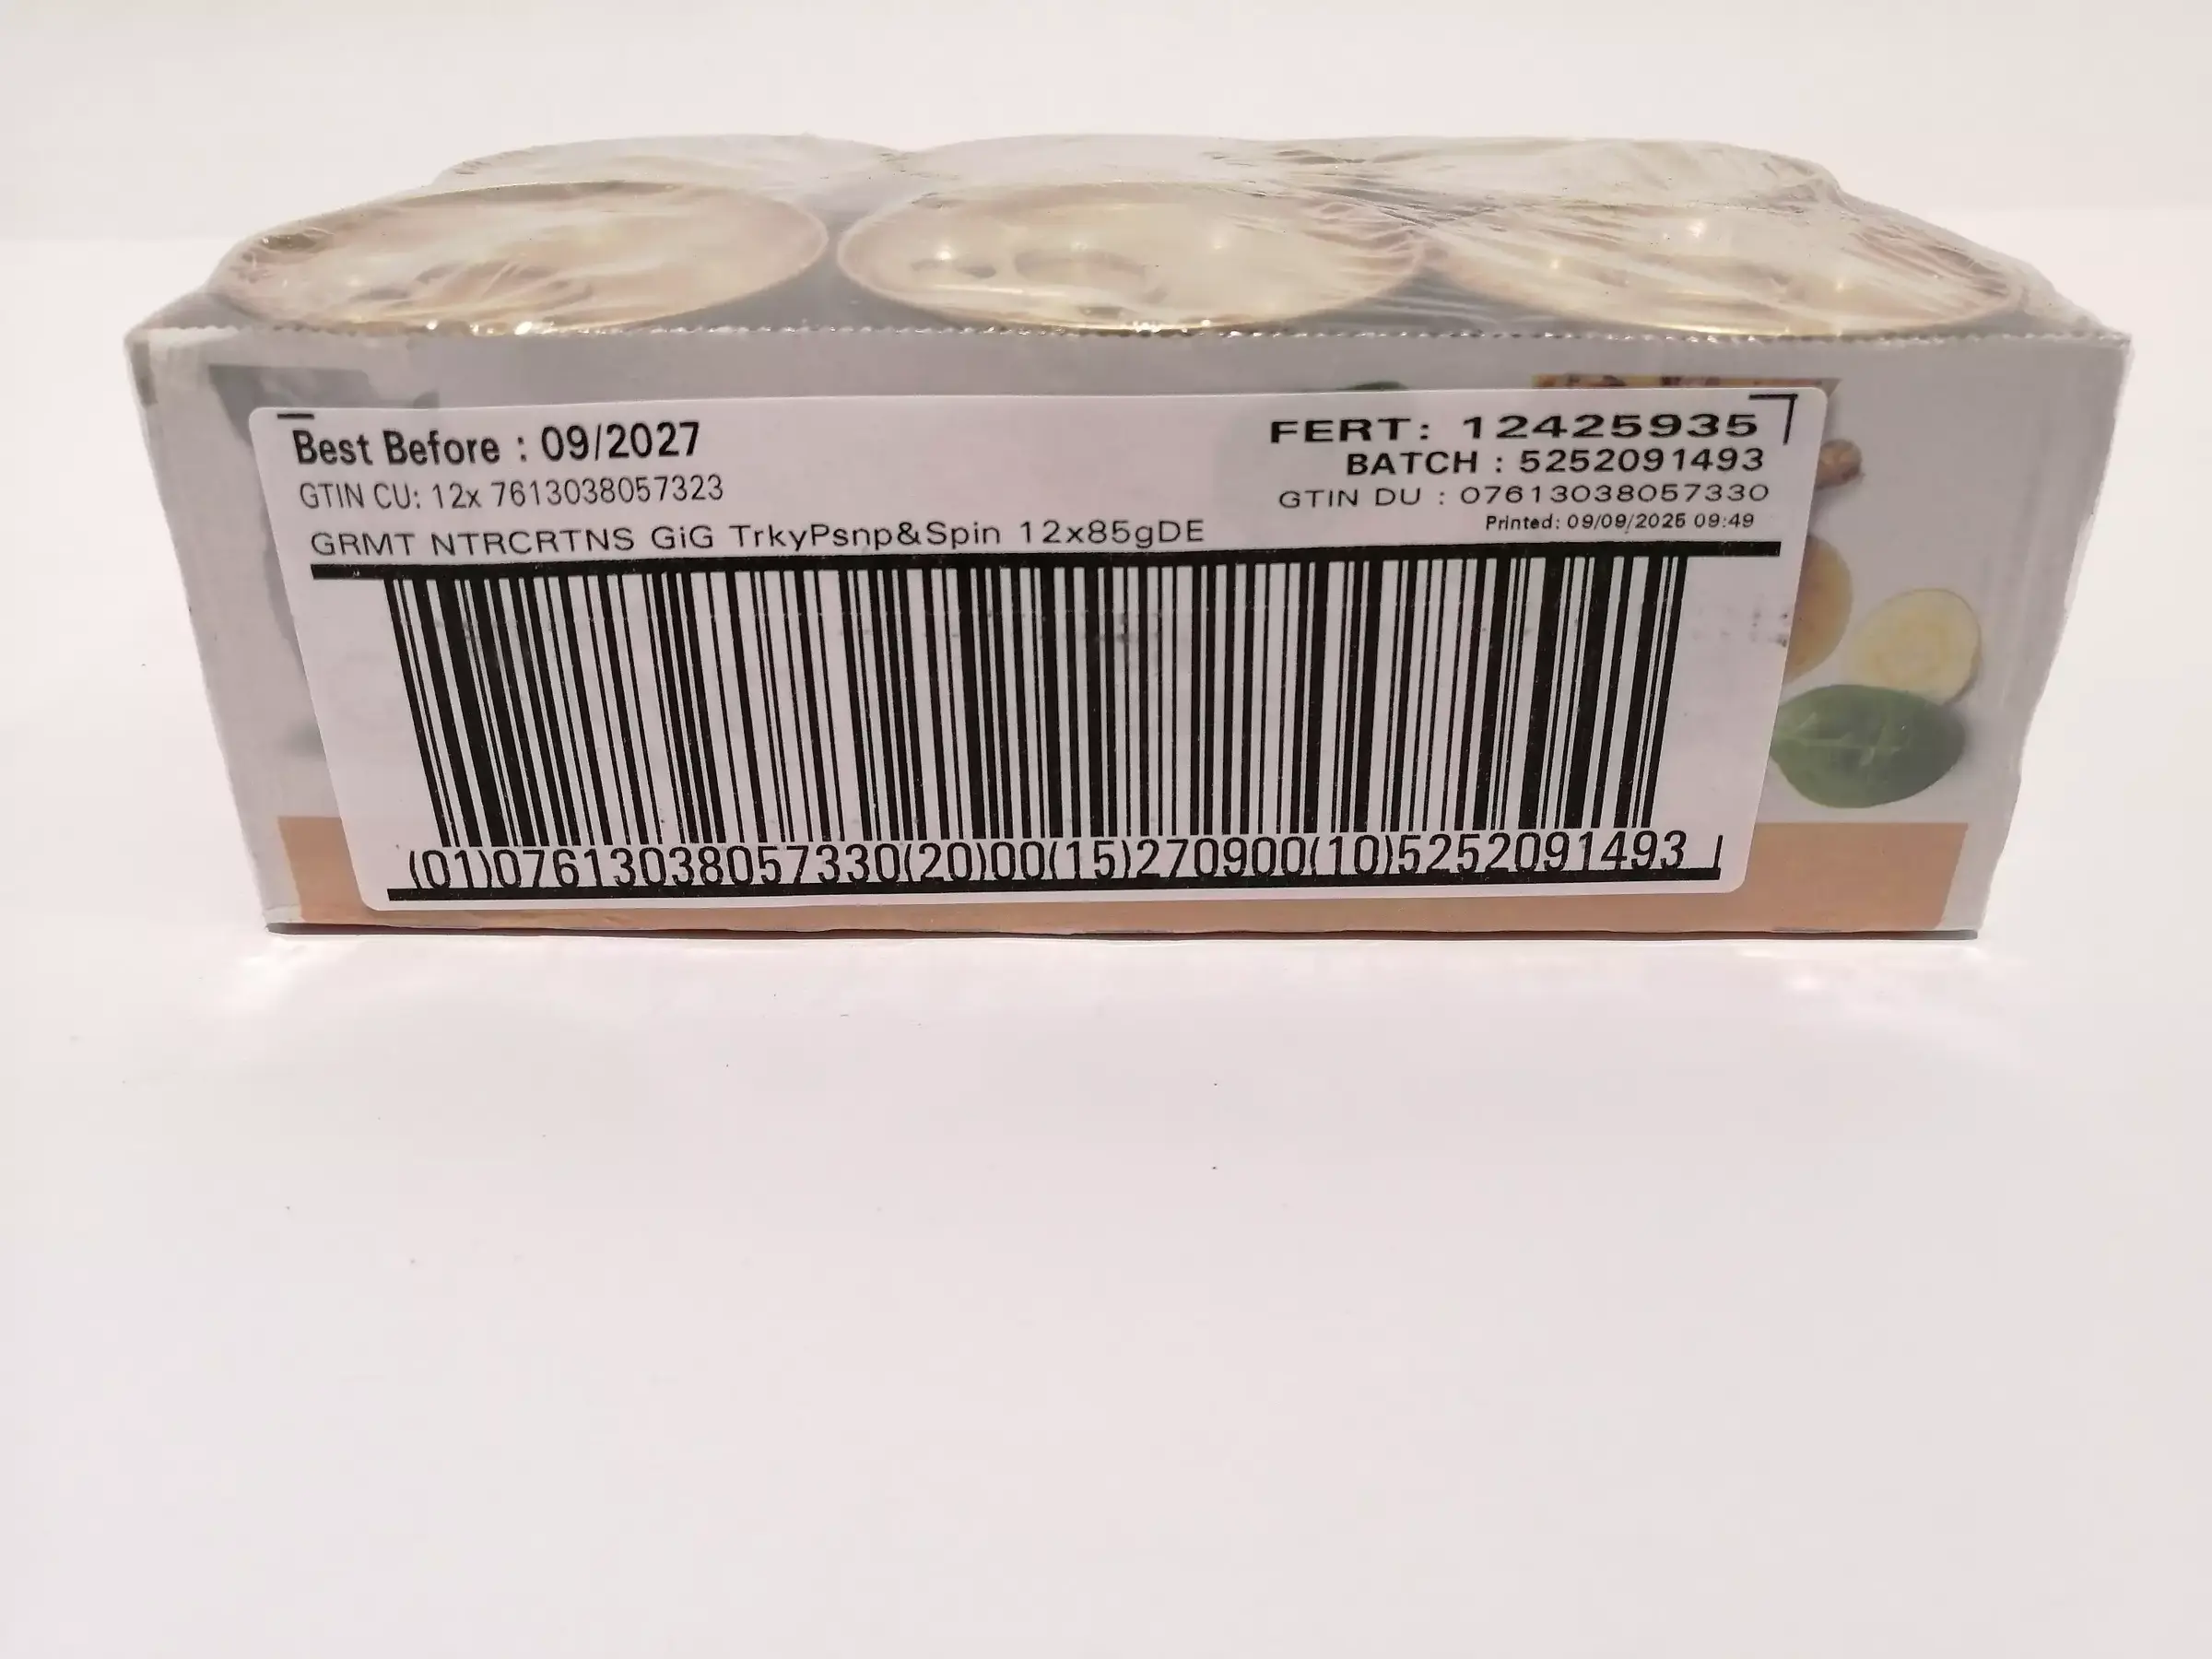 Best Before : 09/2027
FERT: 12425935
BATCH : 5252091493
GTIN CU: 12x 7613038057323
GTIN DU : 07613038057330
Printed: 09/09/2025 09:49
GRMT NTRCRTNS GiG TrkyPsnp&Spin 12x85gDE
(01)07613038057330(20)00(15)270900(10)5252091493